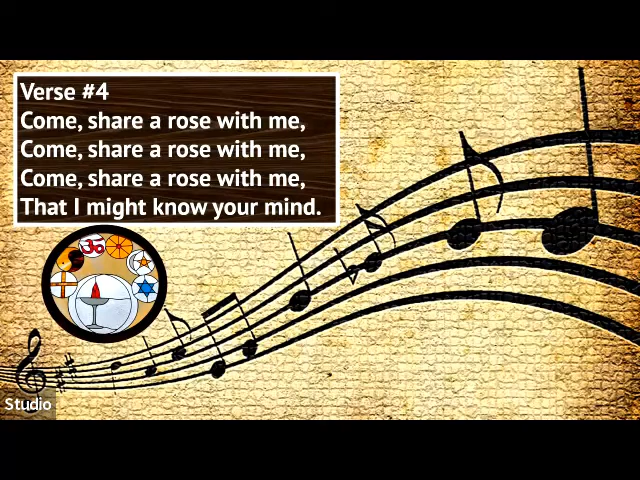 Verse #4
Come, share a rose with me,
Come, share a rose with me,
Come, share a rose with me,
That I might know your mind.
ॐ
Studio